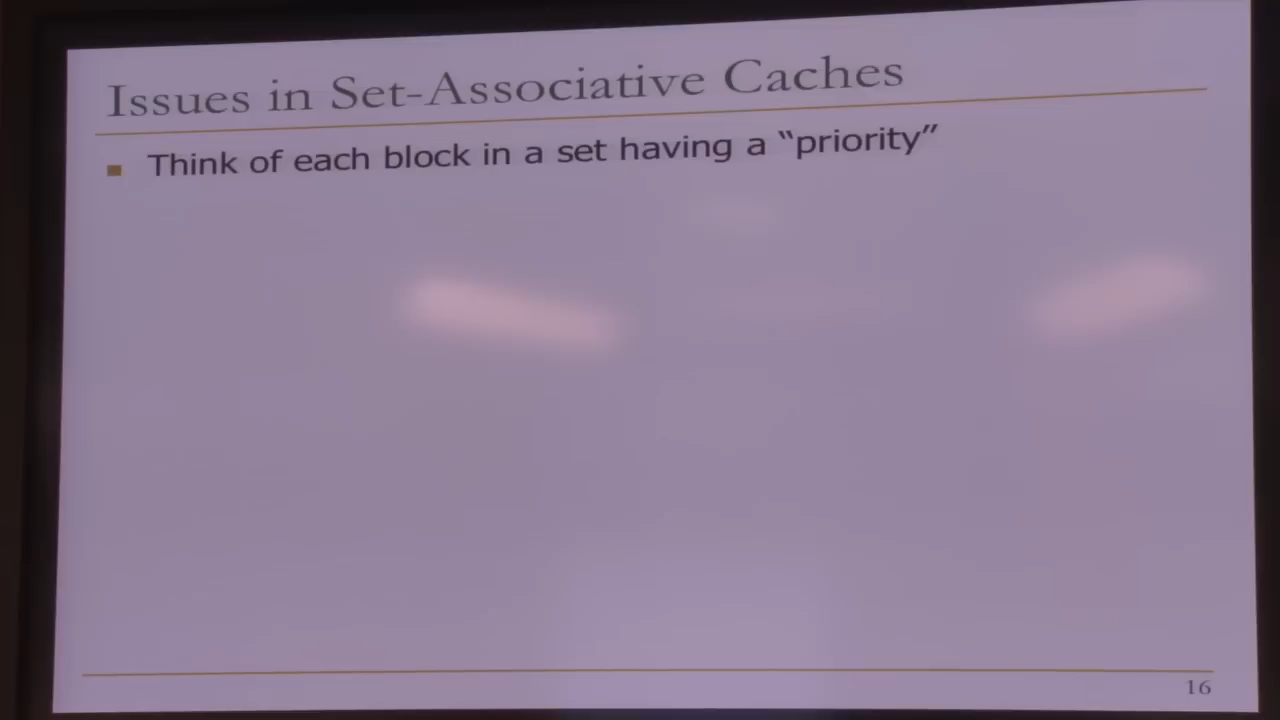 Issues in Set-Associative Caches
Think of each block in a set having a “priority”
16